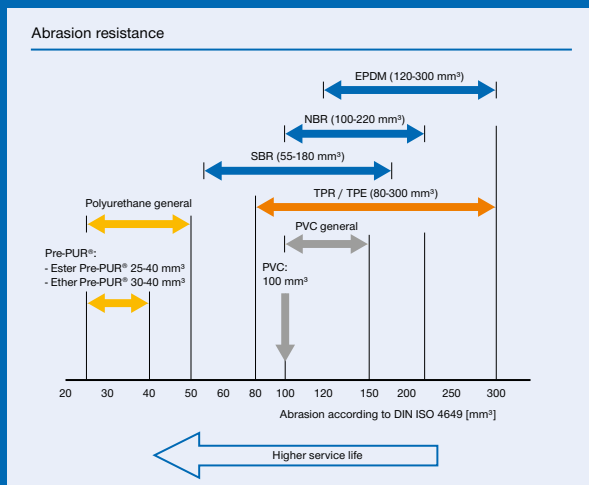 Abrasion resistance
EPDM (120-300 mm³)
NBR (100-220 mm³)
SBR (55-180 mm³)
Polyurethane general
TPR / TPE (80-300 mm³)
PVC general
Pre-PUR®:
- Ester Pre-PUR® 25-40 mm³
- Ether Pre-PUR® 30-40 mm³
PVC:
100 mm³
20 30 40 50 60 80 100 120 150 200 250 300
Abrasion according to DIN ISO 4649 [mm³]
Higher service life